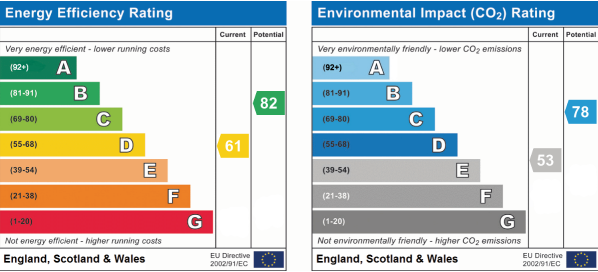 Energy Efficiency Rating
Current Potential
Very energy efficient - lower running costs
(92+) A
(81-91) B
82
(69-80) C
(55-68) D
61
(39-54) E
(21-38) F
(1-20) G
Not energy efficient - higher running costs
England, Scotland & Wales
EU Directive
2002/91/EC
Environmental Impact (CO₂) Rating
Current Potential
Very environmentally friendly - lower CO₂ emissions
(92+) A
(81-91) B
(69-80) C
78
(55-68) D
(39-54) E
53
(21-38) F
(1-20) G
Not environmentally friendly - higher CO₂ emissions
England, Scotland & Wales
EU Directive
2002/91/EC